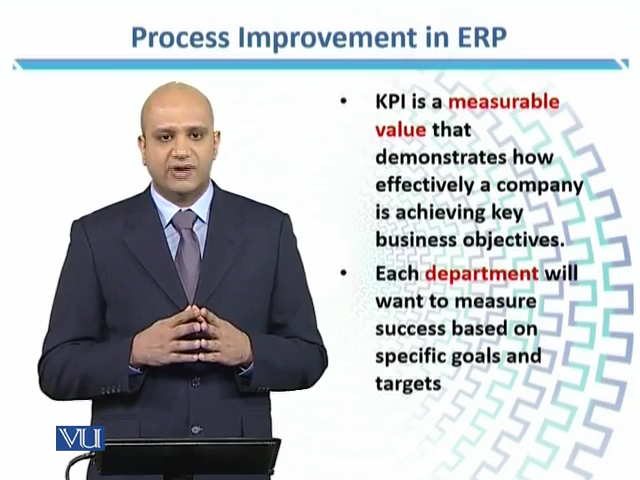 Process Improvement in ERP
• KPI is a measurable
value that
demonstrates how
effectively a company
is achieving key
business objectives.
• Each department will
want to measure
success based on
specific goals and
targets
VU